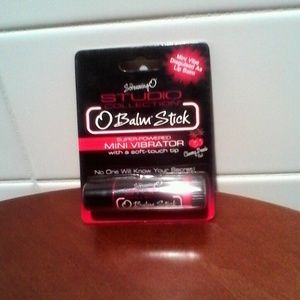 Screaming O
STUDIO
COLLECTION
O Balm Stick
SUPER-POWERED
MINI VIBRATOR
with a soft-touch tip
Mini Vibe
Disguised As
Lip Balm
No One Will Know Your Secret!
O Balm Stick